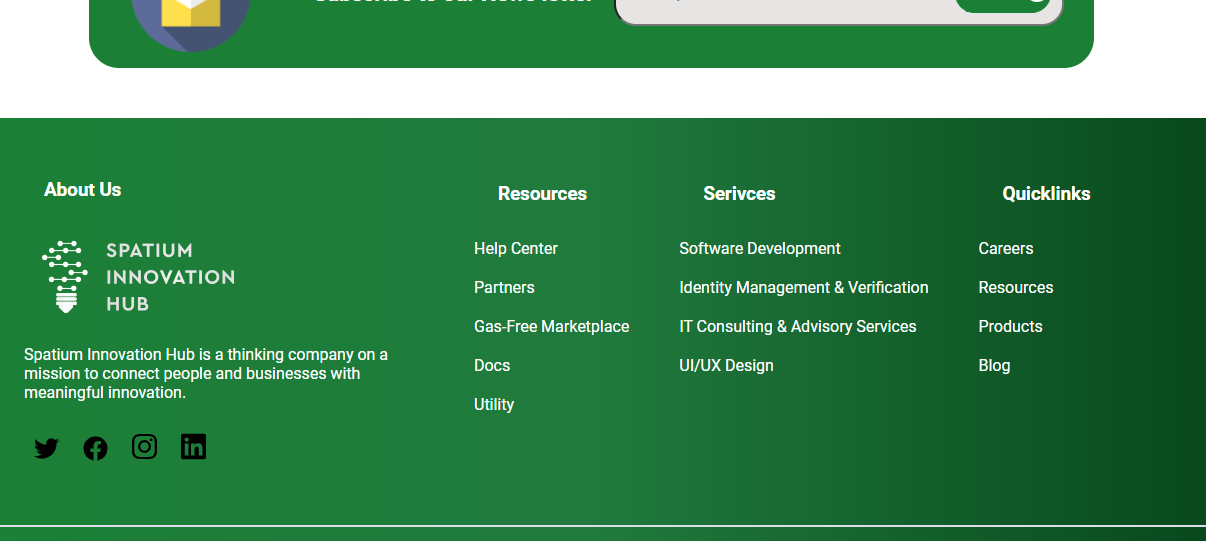 About Us
SPATIUM
INNOVATION
HUB
Spatium Innovation Hub is a thinking company on a
mission to connect people and businesses with
meaningful innovation.
Resources
Help Center
Partners
Gas-Free Marketplace
Docs
Utility
Serivces
Software Development
Identity Management & Verification
IT Consulting & Advisory Services
UI/UX Design
Quicklinks
Careers
Resources
Products
Blog